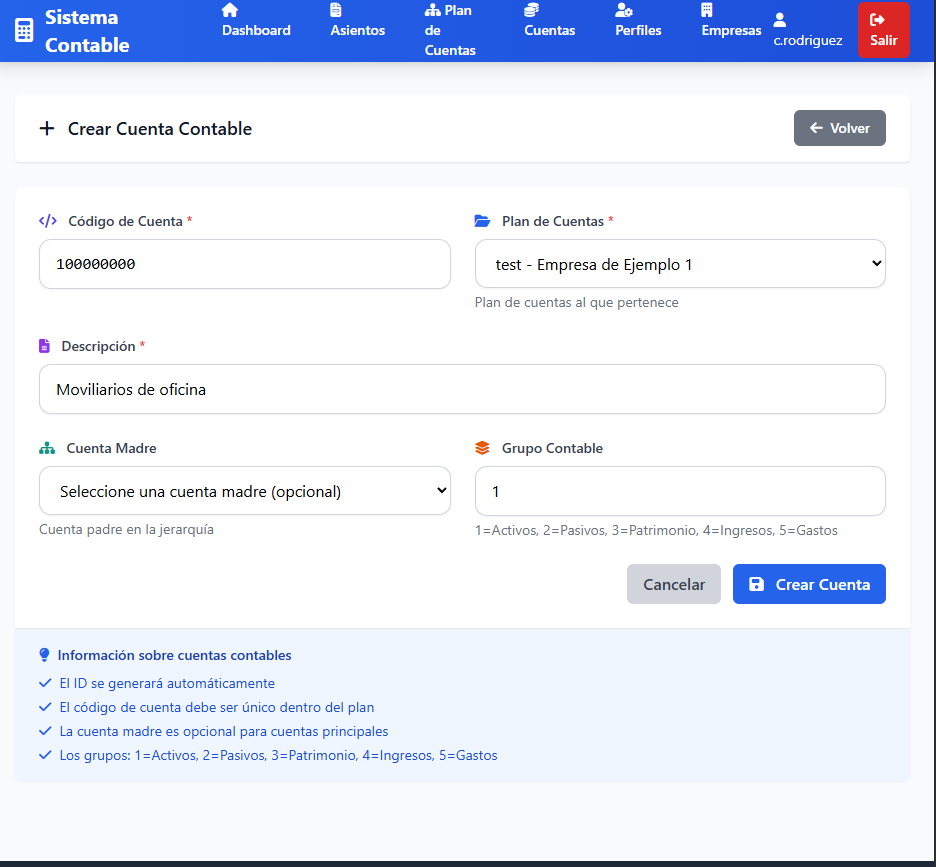 Sistema
Contable
Dashboard
Asientos
Plan
de
Cuentas
Cuentas
Perfiles
Empresas
c.rodriguez
Salir
Crear Cuenta Contable
Volver
Código de Cuenta *
Plan de Cuentas *
100000000
test - Empresa de Ejemplo 1
Plan de cuentas al que pertenece
Descripción *
Moviliarios de oficina
Cuenta Madre
Grupo Contable
Seleccione una cuenta madre (opcional)
1
Cuenta padre en la jerarquía
1=Activos, 2=Pasivos, 3=Patrimonio, 4=Ingresos, 5=Gastos
Cancelar
Crear Cuenta
Información sobre cuentas contables
El ID se generará automáticamente
El código de cuenta debe ser único dentro del plan
La cuenta madre es opcional para cuentas principales
Los grupos: 1=Activos, 2=Pasivos, 3=Patrimonio, 4=Ingresos, 5=Gastos